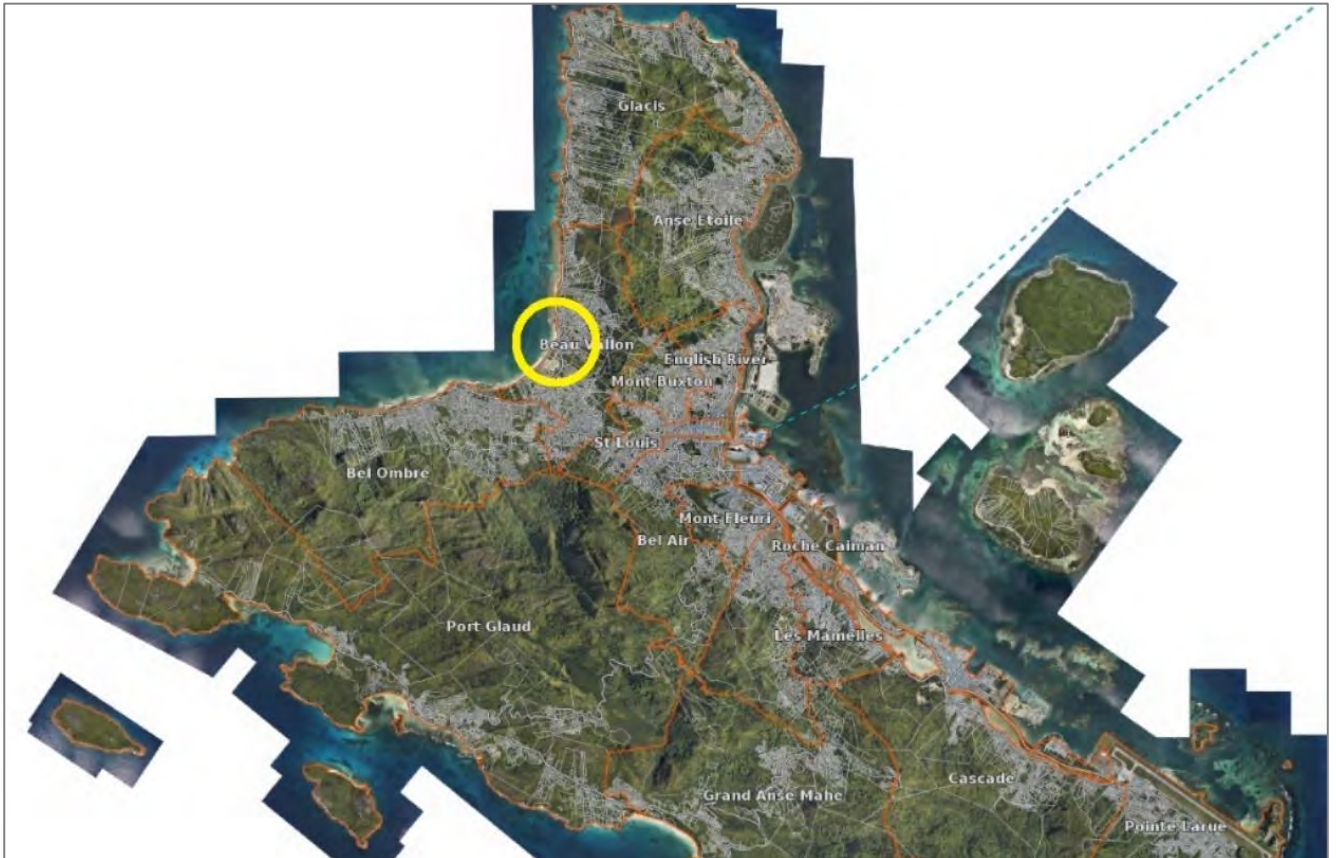 Glacis
Anse Etoile
Beau Vallon
English River
Mont Buxton
St Louis
Bel Ombre
Mont Fleuri
Bel Air
Roche Caiman
Port Glaud
Les Mamelles
Cascade
Grand Anse Mahe
Pointe Larue